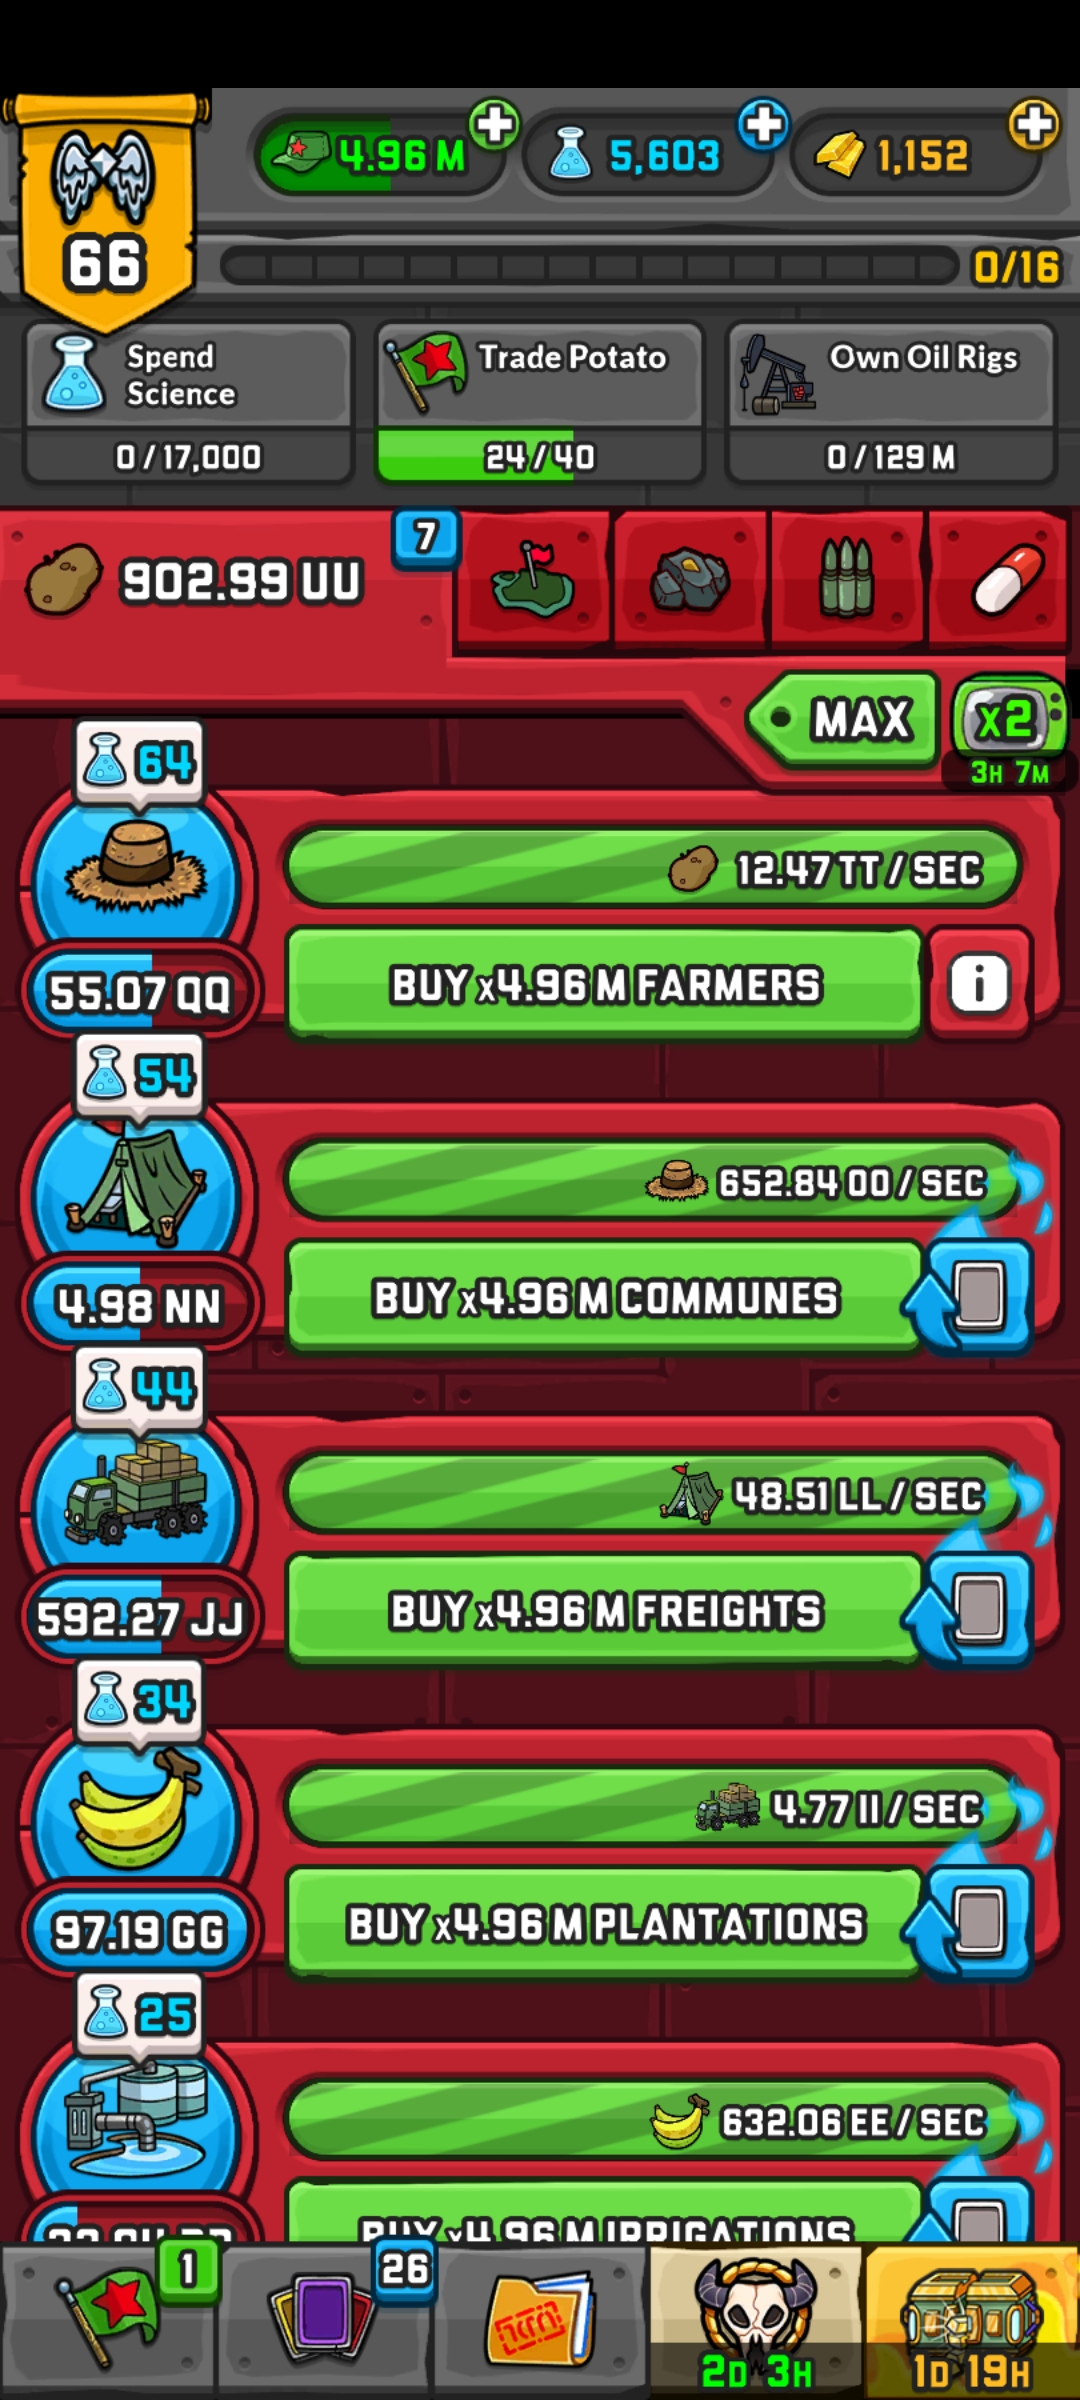 4.96 M
5,603
1,152
66
0/16
Spend
Science
0/17,000
Trade Potato
24/40
Own Oil Rigs
0/129 M
902.99 UU
7
MAX
x2
3H 7M
64
12.47 TT/SEC
55.07 QQ
BUY x4.96 M FARMERS
i
54
652.84 OO/SEC
4.98 NN
BUY x4.96 M COMMUNES
44
48.51 LL/SEC
592.27 JJ
BUY x4.96 M FREIGHTS
34
4.77 II/SEC
97.19 GG
BUY x4.96 M PLANTATIONS
25
632.06 EE/SEC
BUY x4.96 M IRRIGATIONS
1
26
2D 3H
1D 19H